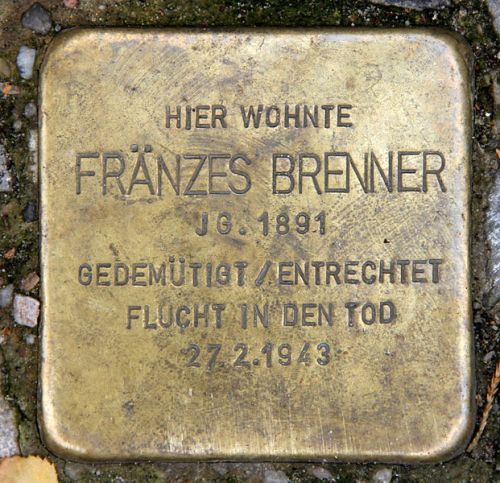 HIER WOHNTE
FRÄNZES BRENNER
JG. 1891
GEDEMÜTIGT/ENTRECHTET
FLUCHT IN DEN TOD
27.2.1943